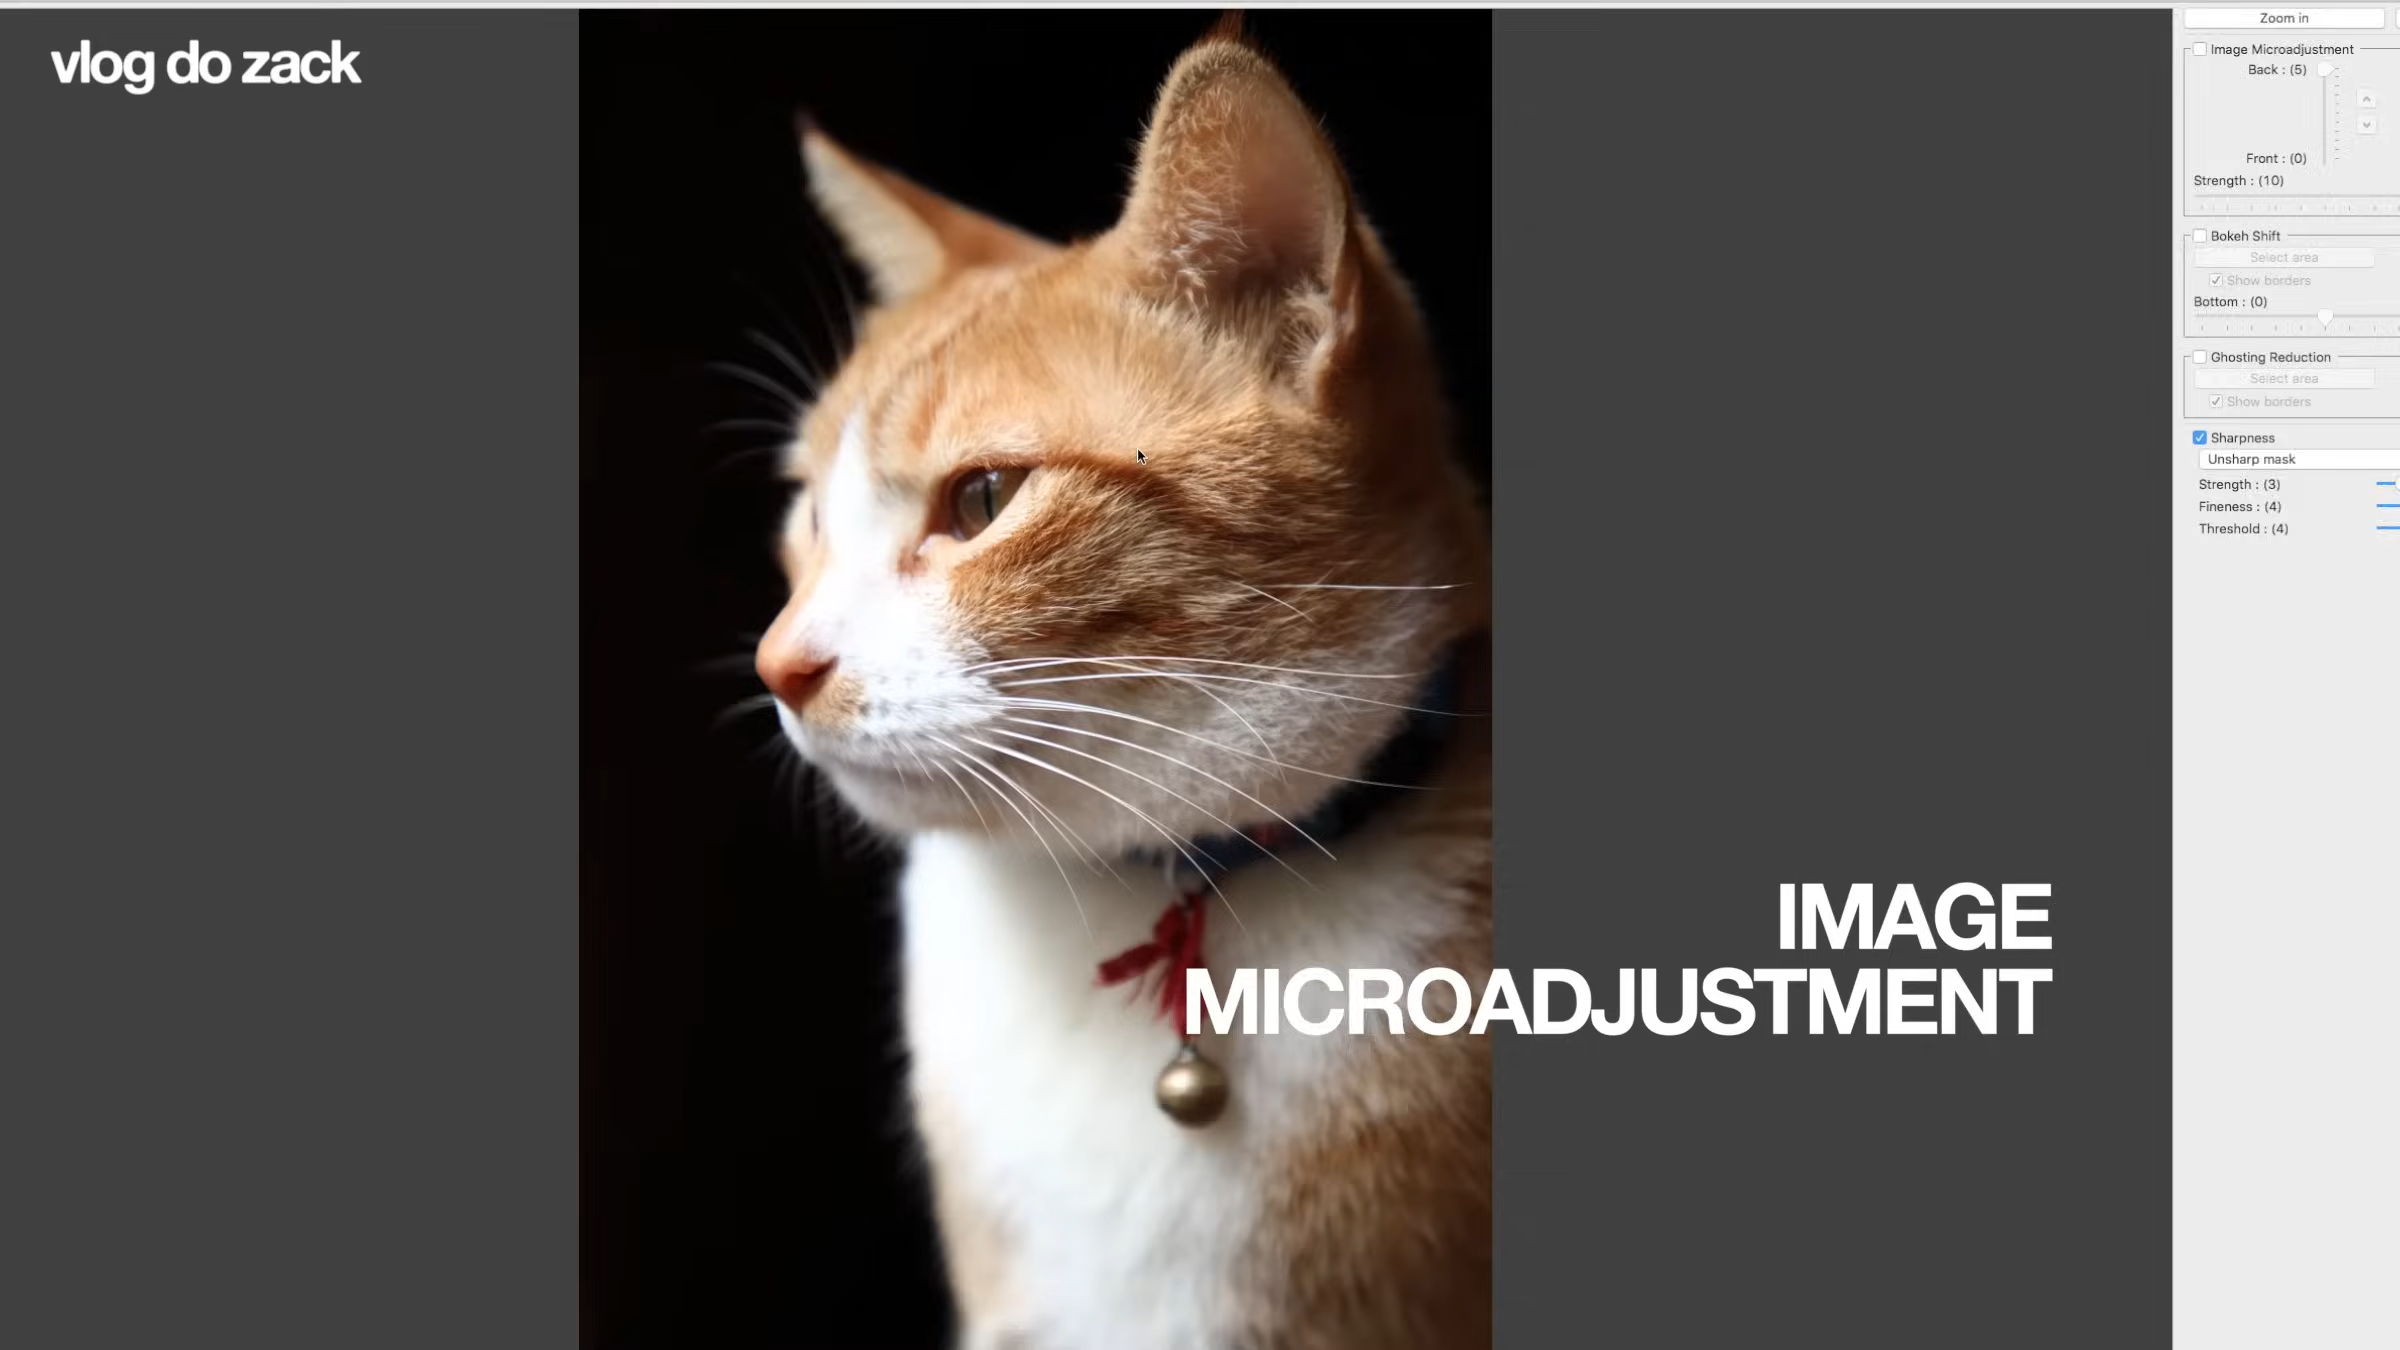 vlog do zack
Zoom in
Image Microadjustment
Back : (5)
Front : (0)
Strength : (10)
Bokeh Shift
Select area
Show borders
Bottom : (0)
Ghosting Reduction
Select area
Show borders
Sharpness
Unsharp mask
Strength : (3)
Fineness : (4)
Threshold : (4)
IMAGE
MICROADJUSTMENT